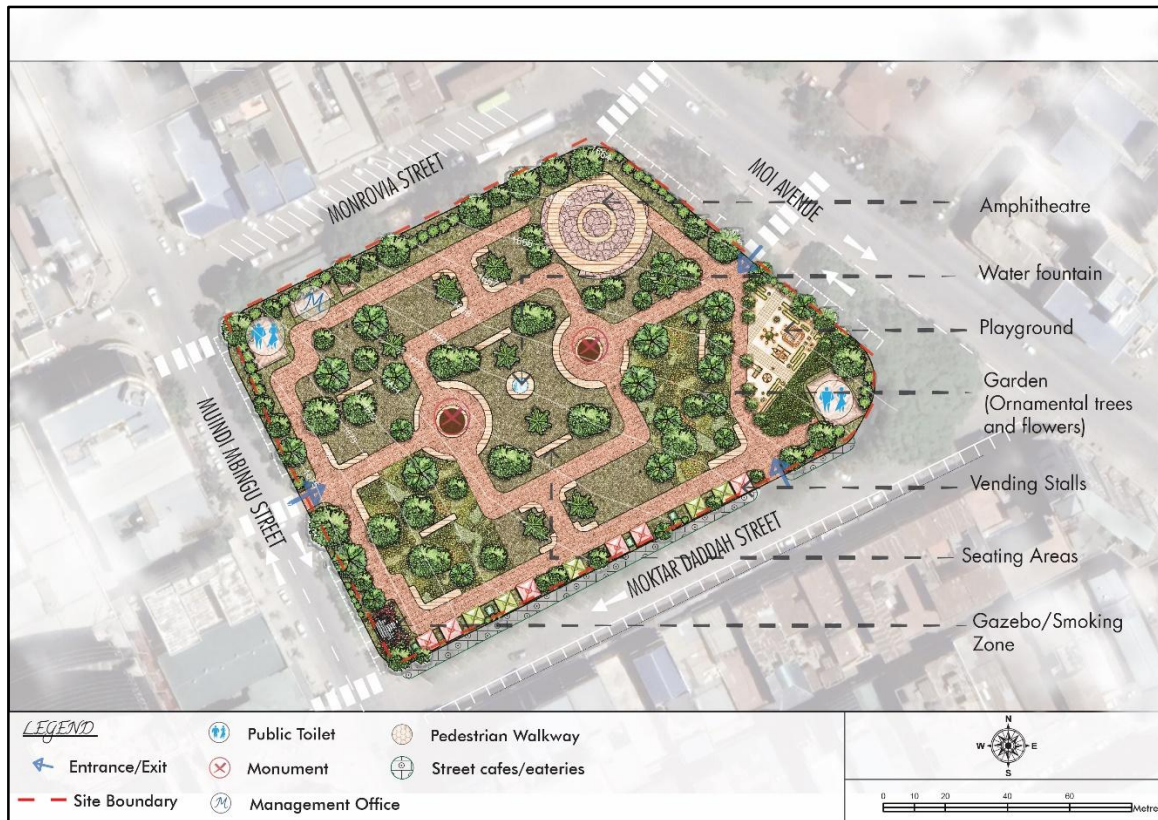 MONROVIA STREET
MOI AVENUE
MUINDI MBINGU STREET
MOKTAR DADDAH STREET
M
Amphitheatre
Water fountain
Playground
Garden
(Ornamental trees
and flowers)
Vending Stalls
Seating Areas
Gazebo/Smoking
Zone
LEGEND
Entrance/Exit
Site Boundary
Public Toilet
Monument
M Management Office
Pedestrian Walkway
Street cafes/eateries
N
W E
S
0 10 20 40 60
Metre